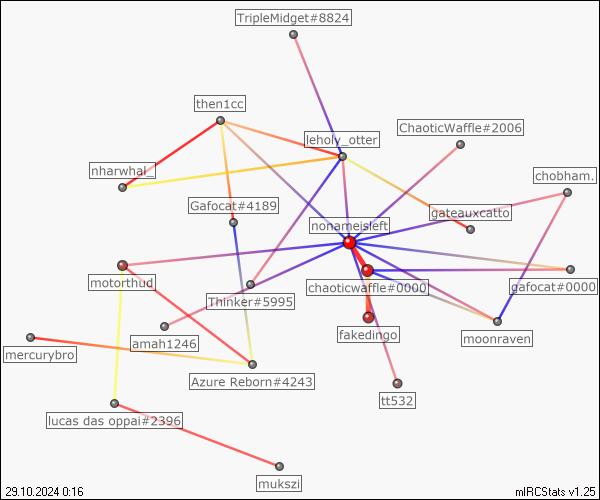 TripleMidget#8824
then1cc
ChaoticWaffle#2006
leholy_otter
nharwhal_
chobham.
Gafocat#4189
gateauxcatto
nonameisleft
motorthud
chaoticwaffle#0000
gafocat#0000
Thinker#5995
fakedingo
moonraven
amah1246
mercurybro
Azure Reborn#4243
tt532
lucas das oppai#2396
mukszi
29.10.2024 0:16
mIRCStats v1.25